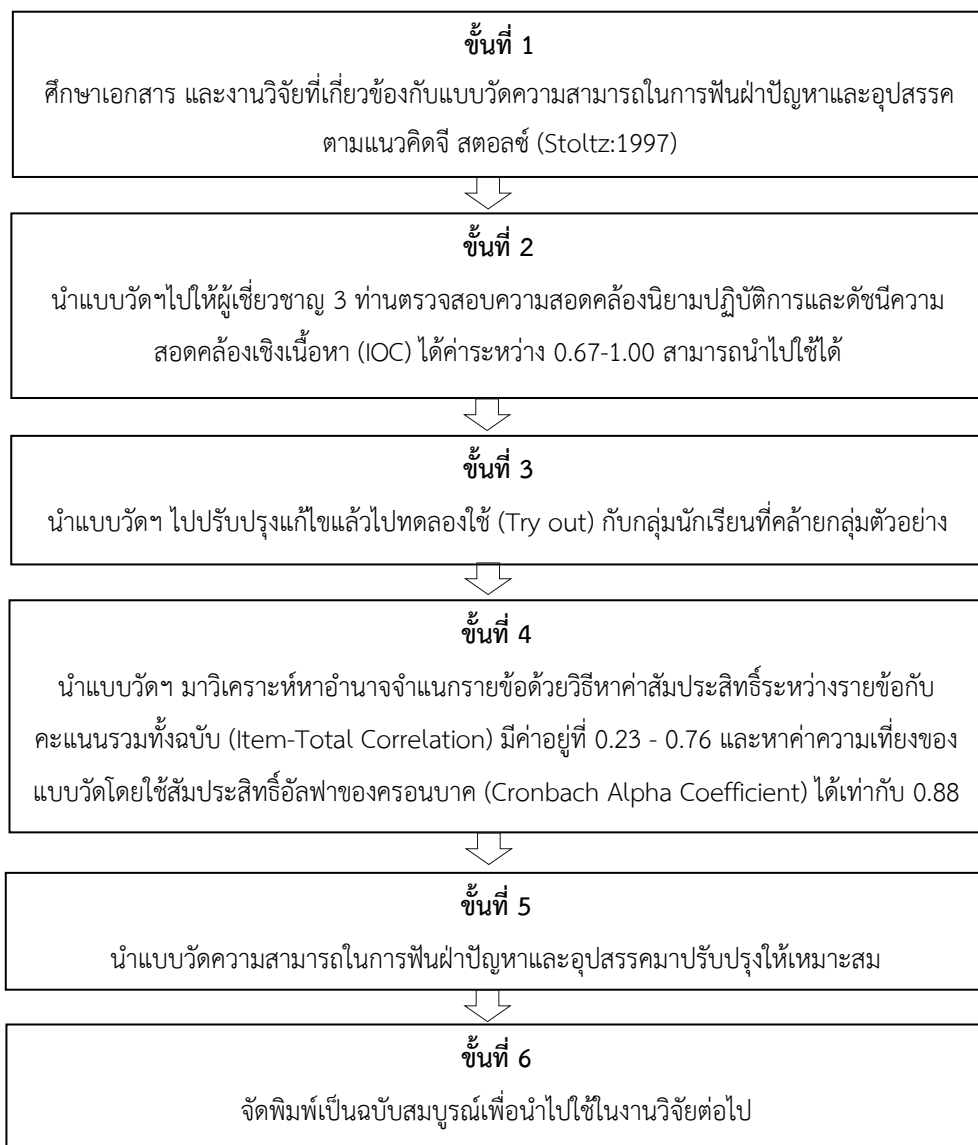 ขั้นที่ 1
ศึกษาเอกสาร และงานวิจัยที่เกี่ยวข้องกับแบบวัดความสามารถในการฟันฝ่าปัญหาและอุปสรรค
ตามแนวคิดจี สตอลซ์ (Stoltz:1997)
ขั้นที่ 2
นำแบบวัดฯไปให้ผู้เชี่ยวชาญ 3 ท่านตรวจสอบความสอดคล้องนิยามปฏิบัติการและดัชนีความ
สอดคล้องเชิงเนื้อหา (IOC) ได้ค่าระหว่าง 0.67-1.00 สามารถนำไปใช้ได้
ขั้นที่ 3
นำแบบวัดฯ ไปปรับปรุงแก้ไขแล้วไปทดลองใช้ (Try out) กับกลุ่มนักเรียนที่คล้ายกลุ่มตัวอย่าง
ขั้นที่ 4
นำแบบวัดฯ มาวิเคราะห์หาอำนาจจำแนกรายข้อด้วยวิธีหาค่าสัมประสิทธิ์ระหว่างรายข้อกับ
คะแนนรวมทั้งฉบับ (Item-Total Correlation) มีค่าอยู่ที่ 0.23 - 0.76 และหาค่าความเที่ยงของ
แบบวัดโดยใช้สัมประสิทธิ์อัลฟาของครอนบาค (Cronbach Alpha Coefficient) ได้เท่ากับ 0.88
ขั้นที่ 5
นำแบบวัดความสามารถในการฟันฝ่าปัญหาและอุปสรรคมาปรับปรุงให้เหมาะสม
ขั้นที่ 6
จัดพิมพ์เป็นฉบับสมบูรณ์เพื่อนำไปใช้ในงานวิจัยต่อไป